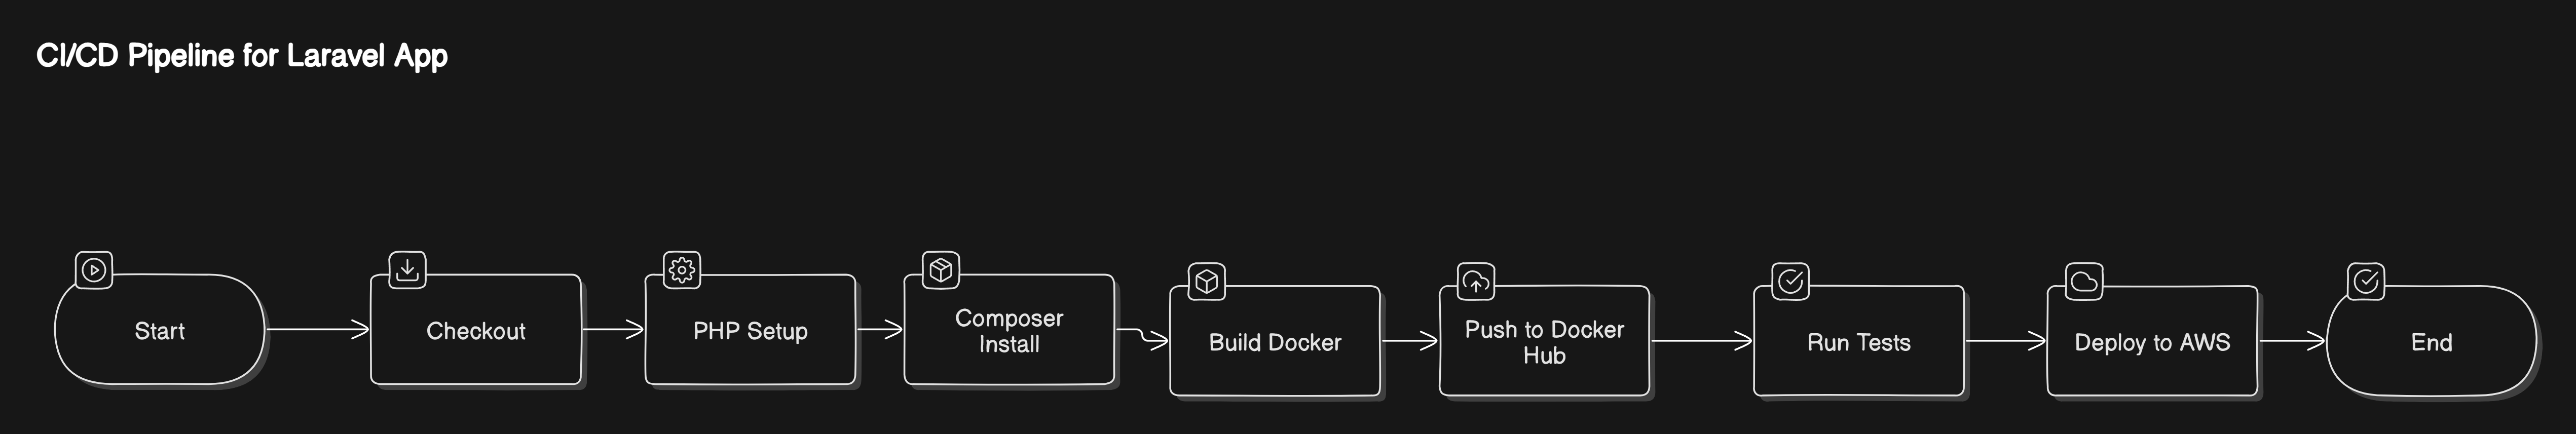 CI/CD Pipeline for Laravel App
Start
Checkout
PHP Setup
Composer
Install
Build Docker
Push to Docker
Hub
Run Tests
Deploy to AWS
End